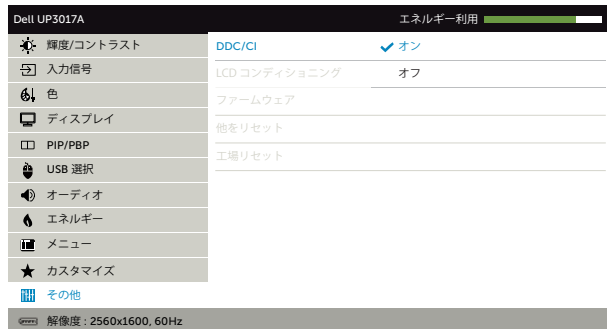 Dell UP3017A エネルギー利用
輝度/コントラスト DDC/CI オン
入力信号 LCD コンディショニング オフ
色 ファームウェア
ディスプレイ 他をリセット
PIP/PBP 工場リセット
USB 選択
オーディオ
エネルギー
メニュー
カスタマイズ
その他
解像度 : 2560x1600, 60Hz